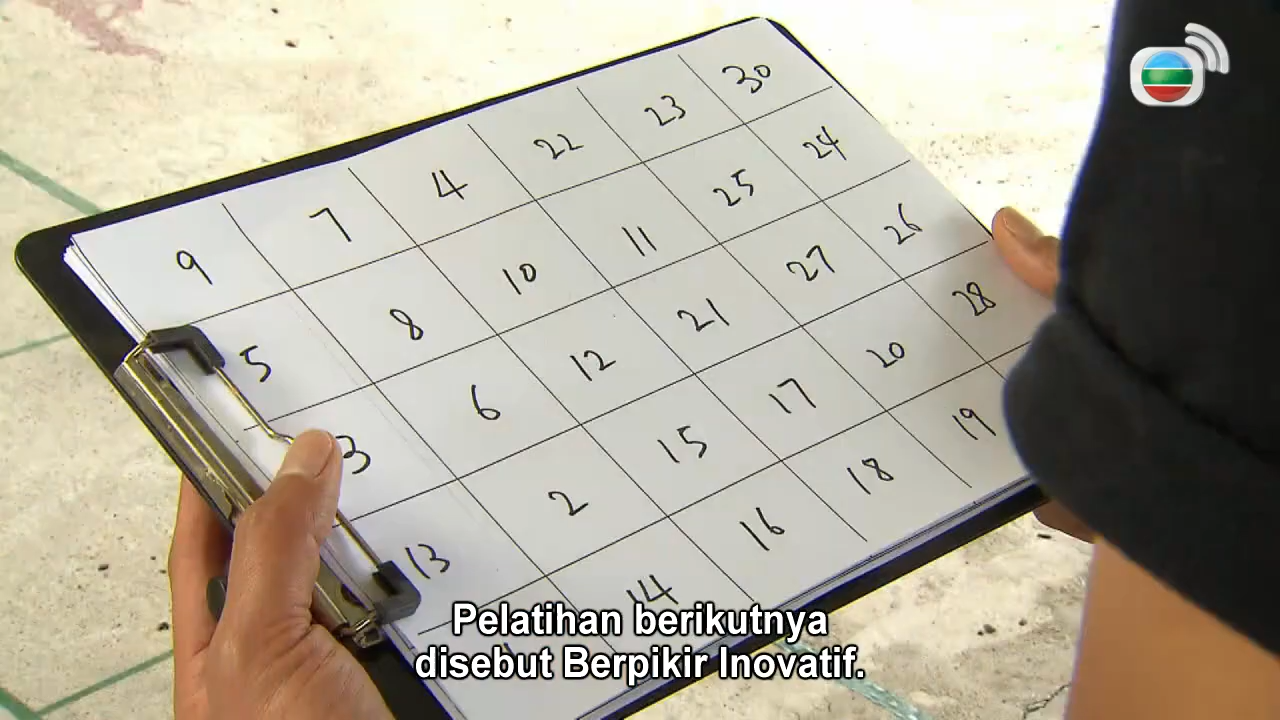 9 7 4 22 23 30
5 8 10 11 25 24
3 6 12 21 27 26
13 2 15 17 20 28
14 16 18 19
Pelatihan berikutnya
disebut Berpikir Inovatif.